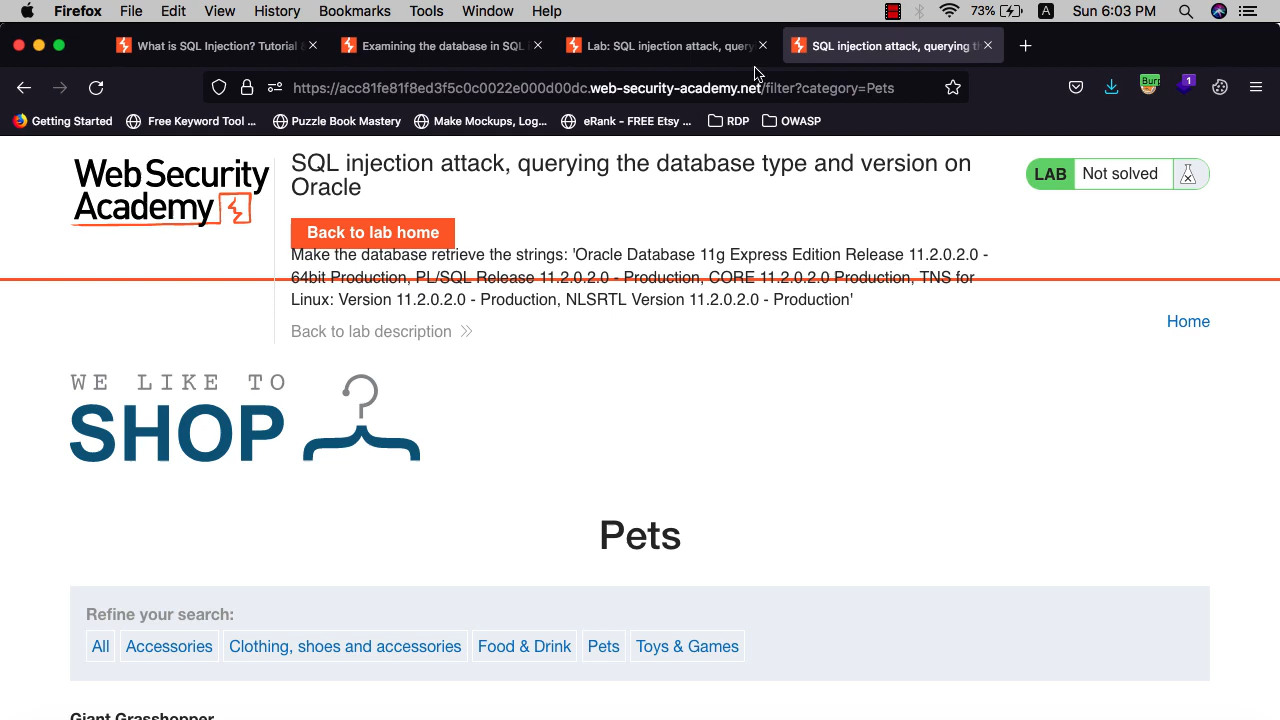 Firefox File Edit View History Bookmarks Tools Window Help 73% A Sun 6:03 PM
What is SQL Injection? Tutorial Examining the database in SQL Lab: SQL injection attack, query SQL injection attack, querying
https://acc81fe81f8ed3f5c0c0022e000d00dc.web-security-academy.net/filter?category=Pets Burp 1
Getting Started Free Keyword Tool ... Puzzle Book Mastery Make Mockups, Log... eRank - FREE Etsy ... RDP OWASP
Web Security
Academy
SQL injection attack, querying the database type and version on
Oracle
LAB Not solved
Back to lab home
Make the database retrieve the strings: 'Oracle Database 11g Express Edition Release 11.2.0.2.0 -
64bit Production, PL/SQL Release 11.2.0.2.0 - Production, CORE 11.2.0.2.0 Production, TNS for
Linux: Version 11.2.0.2.0 - Production, NLSRTL Version 11.2.0.2.0 - Production'
Back to lab description
Home
WE LIKE TO
SHOP
Pets
Refine your search:
All Accessories Clothing, shoes and accessories Food & Drink Pets Toys & Games
Giant Grasshopper